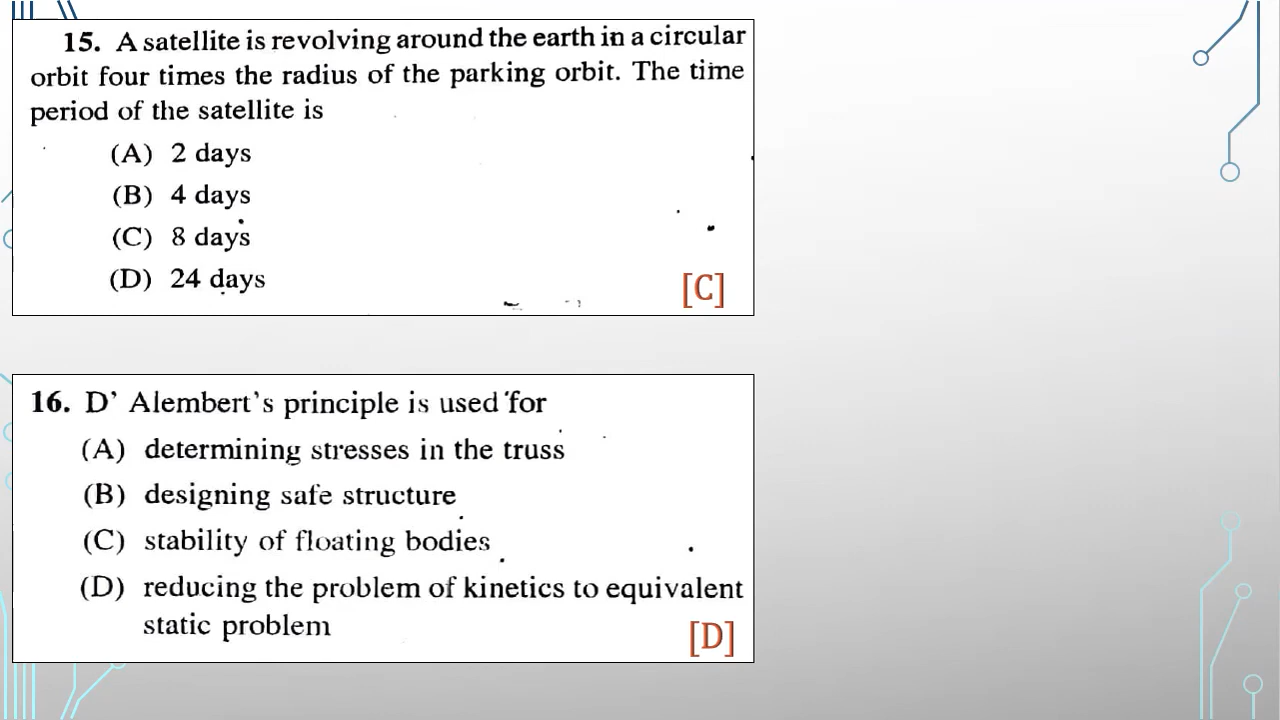 15. A satellite is revolving around the earth in a circular
orbit four times the radius of the parking orbit. The time
period of the satellite is
(A) 2 days
(B) 4 days
(C) 8 days
(D) 24 days
[C]
16. D' Alembert's principle is used for
(A) determining stresses in the truss
(B) designing safe structure
(C) stability of floating bodies
(D) reducing the problem of kinetics to equivalent
static problem
[D]